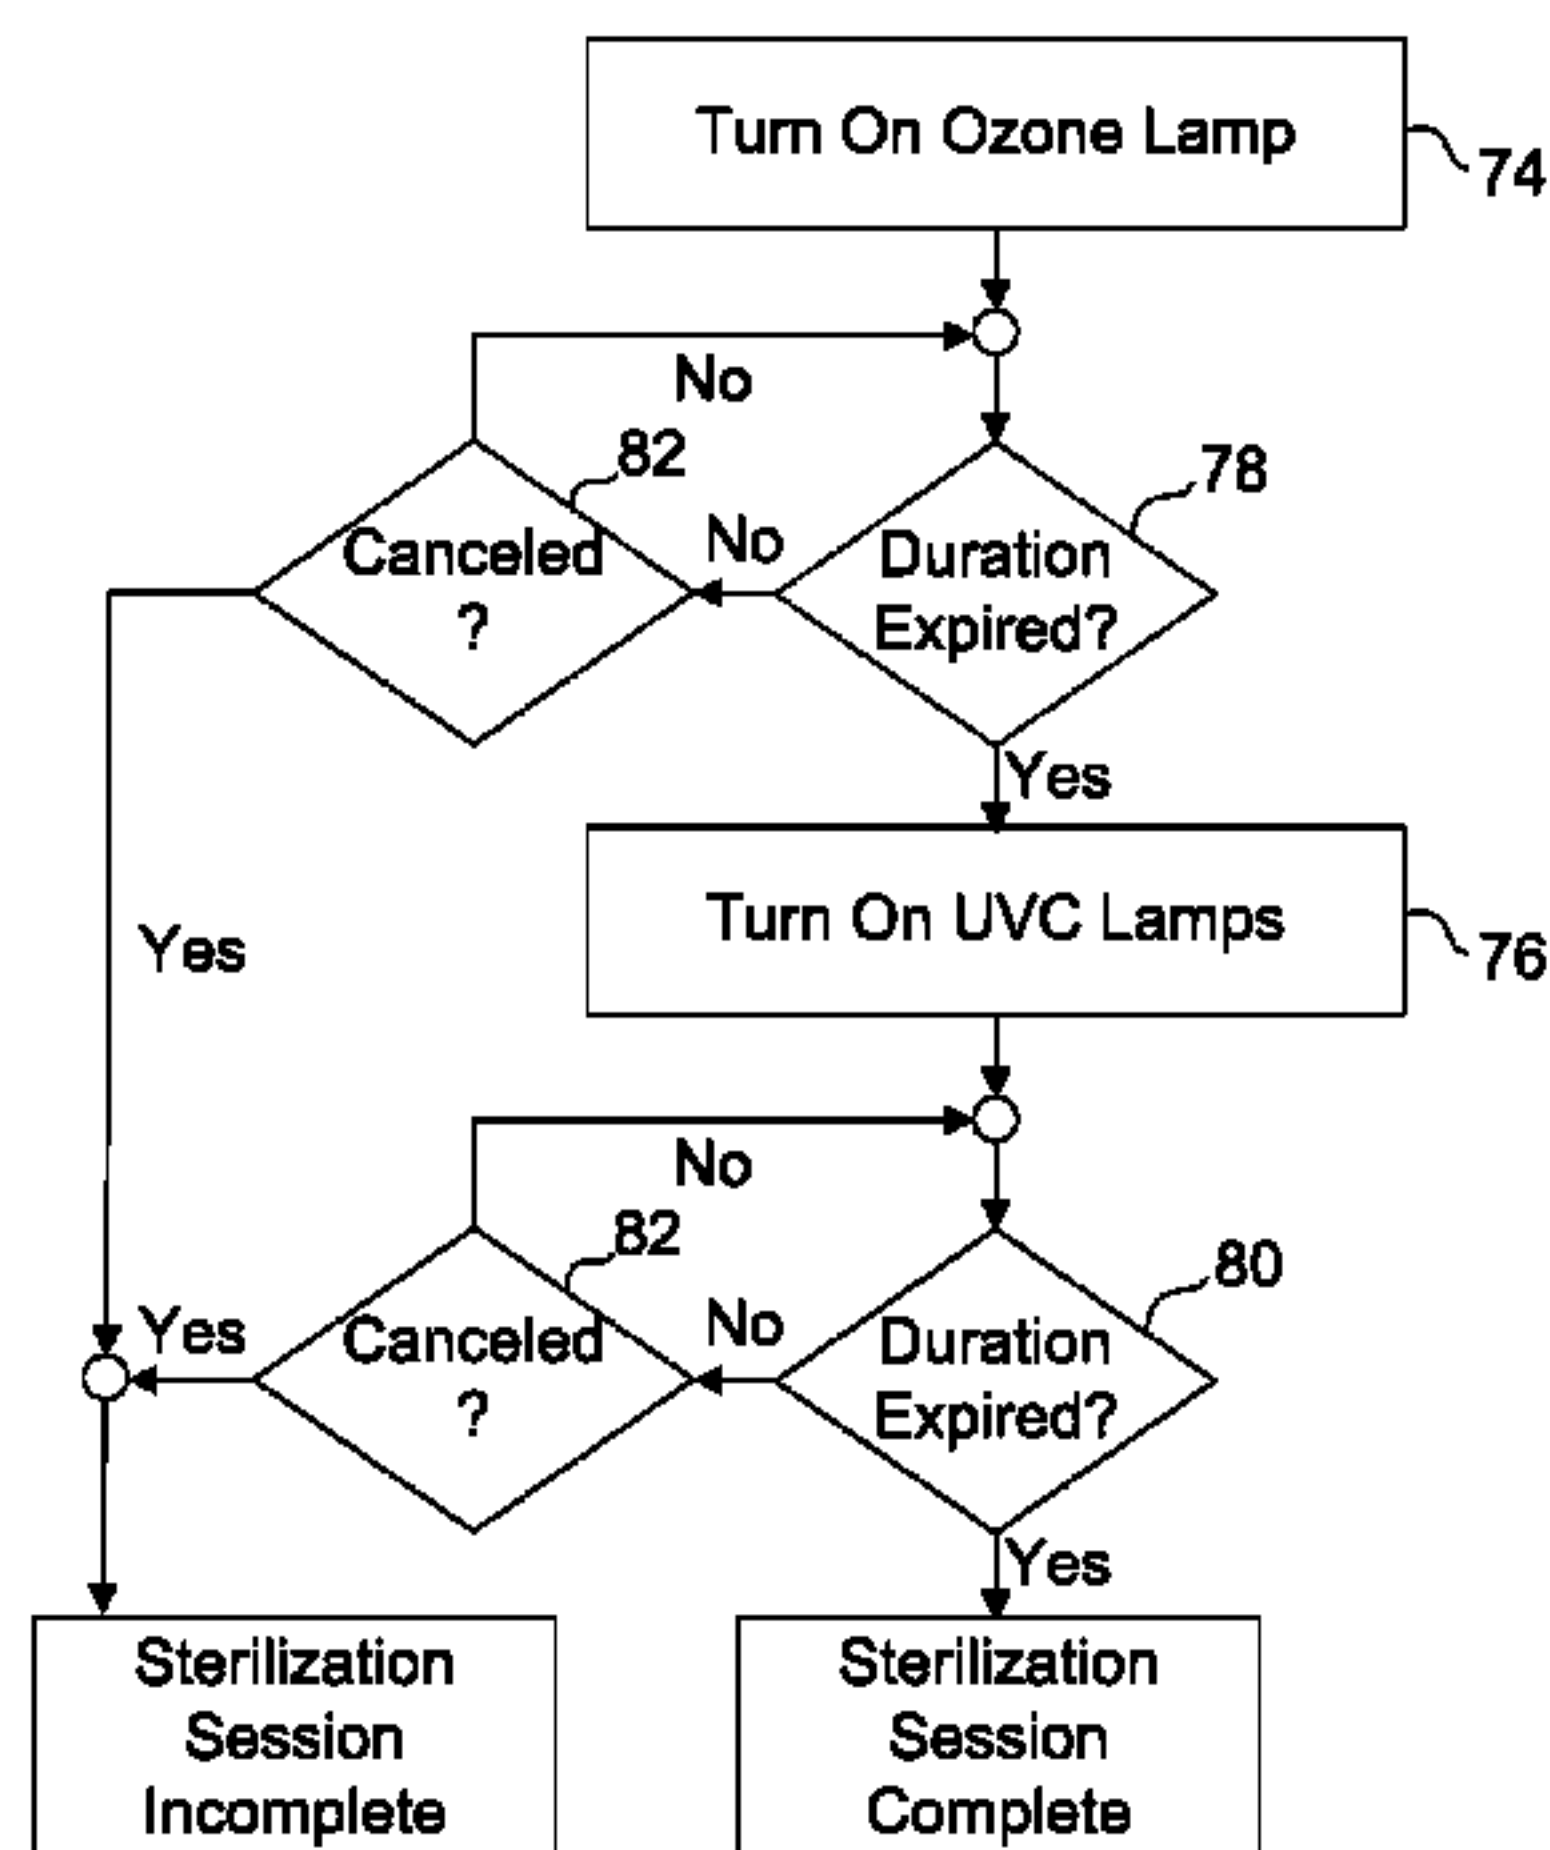 Turn On Ozone Lamp
74
No
82
78
Canceled
?
No
Duration
Expired?
Yes
Turn On UVC Lamps
76
Yes
No
82
80
Yes
Canceled
?
No
Duration
Expired?
Yes
Sterilization
Session
Incomplete
Sterilization
Session
Complete